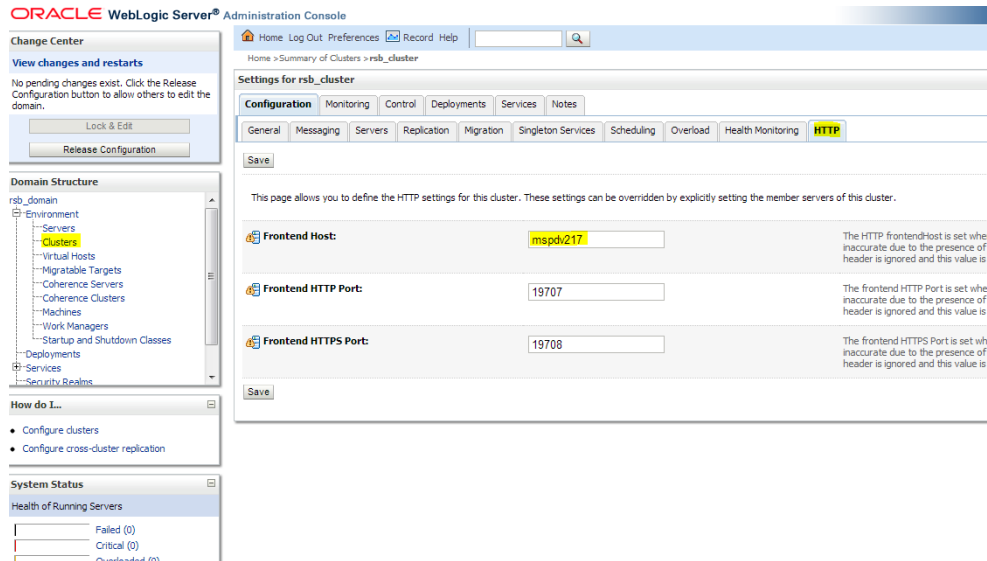 ORACLE WebLogic Server® Administration Console
Change Center
View changes and restarts
No pending changes exist. Click the Release
Configuration button to allow others to edit the
domain.
Lock & Edit
Release Configuration
Domain Structure
rsb_domain
Environment
Servers
Clusters
Virtual Hosts
Migratable Targets
Coherence Servers
Coherence Clusters
Machines
Work Managers
Startup and Shutdown Classes
Deployments
Services
Security Realms
How do I...
Configure clusters
Configure cross-cluster replication
System Status
Health of Running Servers
Failed (0)
Critical (0)
Overloaded (0)
Home Log Out Preferences Record Help
Home >Summary of Clusters >rsb_cluster
Settings for rsb_cluster
Configuration Monitoring Control Deployments Services Notes
General Messaging Servers Replication Migration Singleton Services Scheduling Overload Health Monitoring HTTP
Save
This page allows you to define the HTTP settings for this cluster. These settings can be overridden by explicitly setting the member servers of this cluster.
Frontend Host: mspdv217
The HTTP frontendHost is set whe
inaccurate due to the presence of
header is ignored and this value is
Frontend HTTP Port: 19707
The frontend HTTP Port is set whe
inaccurate due to the presence of
header is ignored and this value is
Frontend HTTPS Port: 19708
The frontend HTTPS Port is set wh
inaccurate due to the presence of
header is ignored and this value is
Save